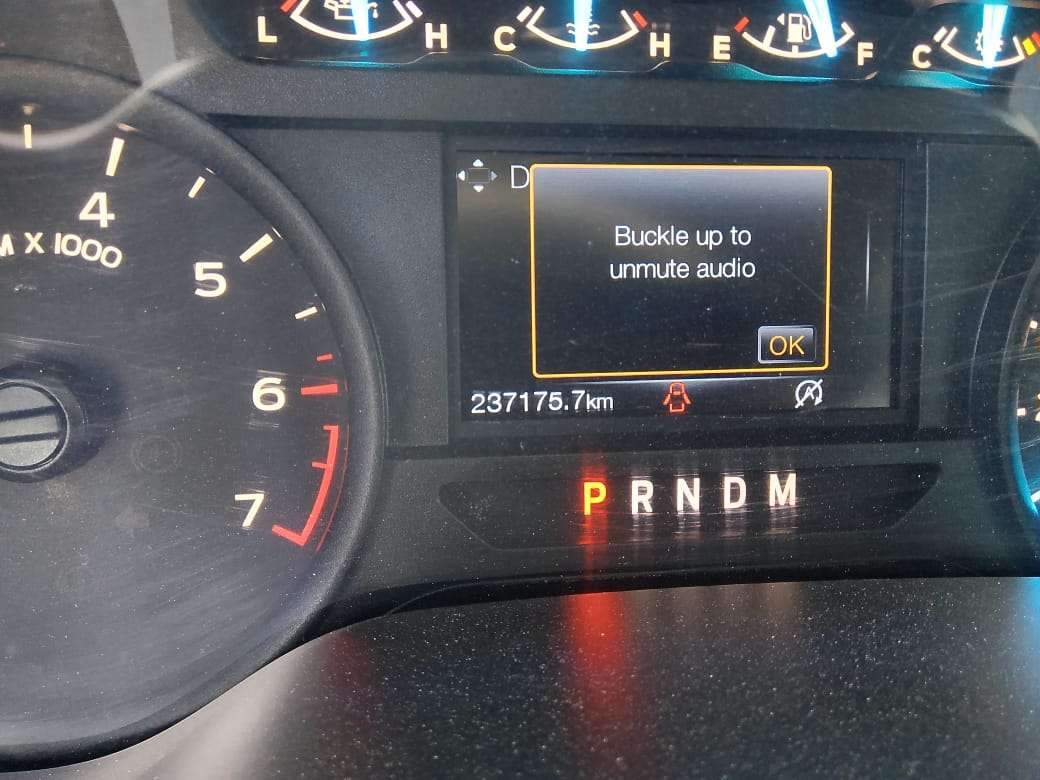 L H C H E F C
4
M X 1000
5
6
7
D
Buckle up to
unmute audio
OK
237175.7km
P R N D M